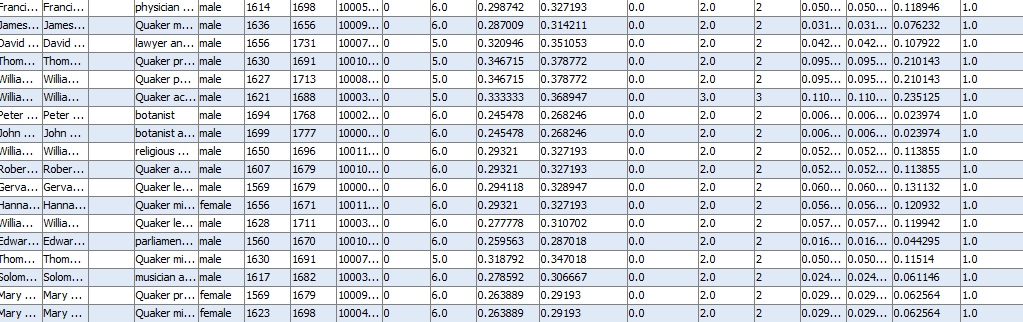 Franci... Franci... physician ... male 1614 1698 10005... 0 6.0 0.298742 0.327193 0.0 2.0 2 0.050... 0.050... 0.118946 1.0
James... James... Quaker m... male 1636 1656 10009... 0 6.0 0.287009 0.314211 0.0 2.0 2 0.031... 0.031... 0.076232 1.0
David ... David ... lawyer an... male 1656 1731 10007... 0 5.0 0.320946 0.351053 0.0 2.0 2 0.042... 0.042... 0.107922 1.0
Thom... Thom... Quaker pr... male 1630 1691 10010... 0 5.0 0.346715 0.378772 0.0 2.0 2 0.095... 0.095... 0.210143 1.0
Willia... Willia... Quaker p... male 1627 1713 10008... 0 5.0 0.346715 0.378772 0.0 2.0 2 0.095... 0.095... 0.210143 1.0
Willia... Willia... Quaker ac... male 1621 1688 10003... 0 5.0 0.333333 0.368947 0.0 3.0 3 0.110... 0.110... 0.235125 1.0
Peter ... Peter ... botanist male 1694 1768 10002... 0 6.0 0.245478 0.268246 0.0 2.0 2 0.006... 0.006... 0.023974 1.0
John ... John ... botanist a... male 1699 1777 10000... 0 6.0 0.245478 0.268246 0.0 2.0 2 0.006... 0.006... 0.023974 1.0
Willia... Willia... religious ... male 1650 1696 10011... 0 6.0 0.29321 0.327193 0.0 2.0 2 0.052... 0.052... 0.113855 1.0
Rober... Rober... Quaker a... male 1607 1679 10010... 0 6.0 0.29321 0.327193 0.0 2.0 2 0.052... 0.052... 0.113855 1.0
Gerva... Gerva... Quaker le... male 1569 1679 10000... 0 6.0 0.294118 0.328947 0.0 2.0 2 0.060... 0.060... 0.131132 1.0
Hanna... Hanna... Quaker mi... female 1656 1671 10011... 0 6.0 0.29321 0.327193 0.0 2.0 2 0.056... 0.056... 0.120932 1.0
Willia... Willia... Quaker le... male 1628 1711 10003... 0 6.0 0.277778 0.310702 0.0 2.0 2 0.057... 0.057... 0.119942 1.0
Edwar... Edwar... parliamen... male 1560 1670 10010... 0 6.0 0.259563 0.287018 0.0 2.0 2 0.016... 0.016... 0.044295 1.0
Thom... Thom... Quaker mi... male 1630 1691 10007... 0 5.0 0.318792 0.347018 0.0 2.0 2 0.050... 0.050... 0.11514 1.0
Solom... Solom... musician a... male 1617 1682 10003... 0 6.0 0.278592 0.306667 0.0 2.0 2 0.024... 0.024... 0.061146 1.0
Mary ... Mary ... Quaker pr... female 1569 1679 10009... 0 6.0 0.263889 0.29193 0.0 2.0 2 0.029... 0.029... 0.062564 1.0
Mary ... Mary ... Quaker mi... female 1623 1698 10004... 0 6.0 0.263889 0.29193 0.0 2.0 2 0.029... 0.029... 0.062564 1.0